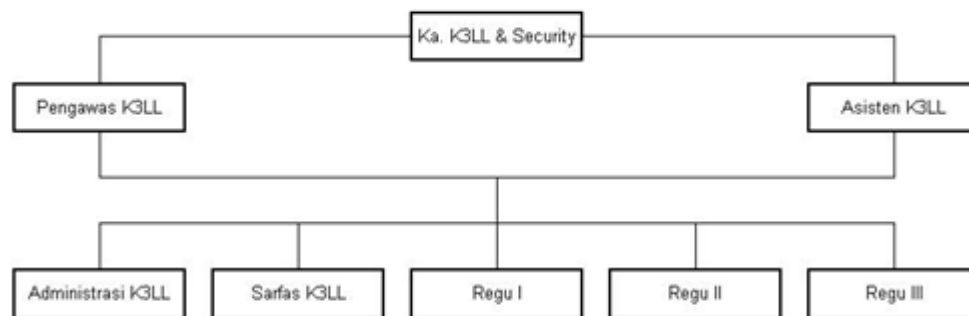 Ka. K3LL & Security
Pengawas K3LL
Asisten K3LL
Administrasi K3LL
Sarfas K3LL
Regu I
Regu II
Regu III